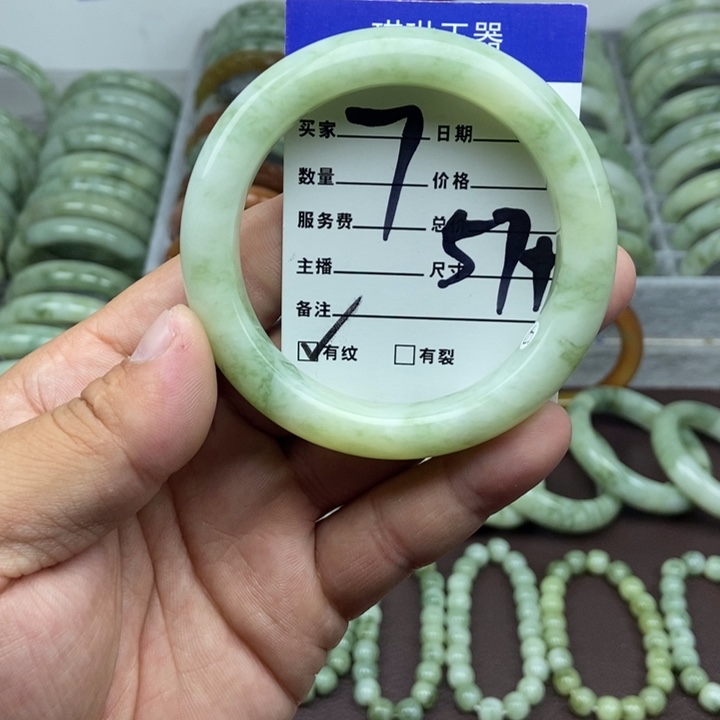 买家 7 日期
数量 价格
服务费 总价
主播 尺寸 57+
备注
☑有纹 ☐有裂